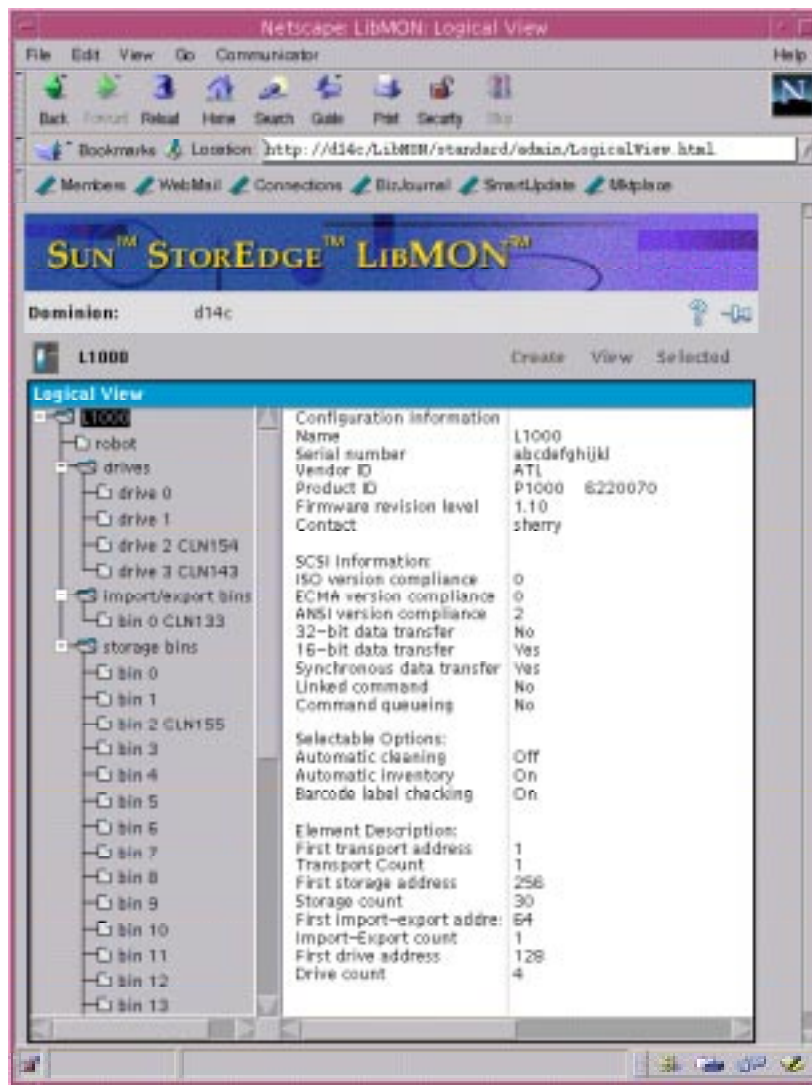 Netscape: LibMON: Logical View
File Edit View Go Communicator Help
Back Forward Reload Home Search Guide Print Security Stop
N
Bookmarks Location: http://d14c/LibMON/standard/admin/LogicalView.html
Members WebMail Connections BizJournal SmartUpdate Mktplace
SUN™ STOREDGE™ LIBMON™
Dominion: d14c
L1000 Create View Selected
Logical View
L1000
robot
drives
drive 0
drive 1
drive 2 CLN154
drive 3 CLN143
import/export bins
bin 0 CLN133
storage bins
bin 0
bin 1
bin 2 CLN155
bin 3
bin 4
bin 5
bin 6
bin 7
bin 8
bin 9
bin 10
bin 11
bin 12
bin 13
Configuration Information
Name L1000
Serial number abcdefghijkl
Vendor ID ATL
Product ID P1000 6220070
Firmware revision level 1.10
Contact sherry
SCSI Information:
ISO version compliance 0
ECMA version compliance 0
ANSI version compliance 2
32-bit data transfer No
16-bit data transfer Yes
Synchronous data transfer Yes
Linked command No
Command queueing No
Selectable Options:
Automatic cleaning Off
Automatic inventory On
Barcode label checking On
Element Description:
First transport address 1
Transport Count 1
First storage address 256
Storage count 30
First import-export addre: 64
Import-Export count 1
First drive address 128
Drive count 4